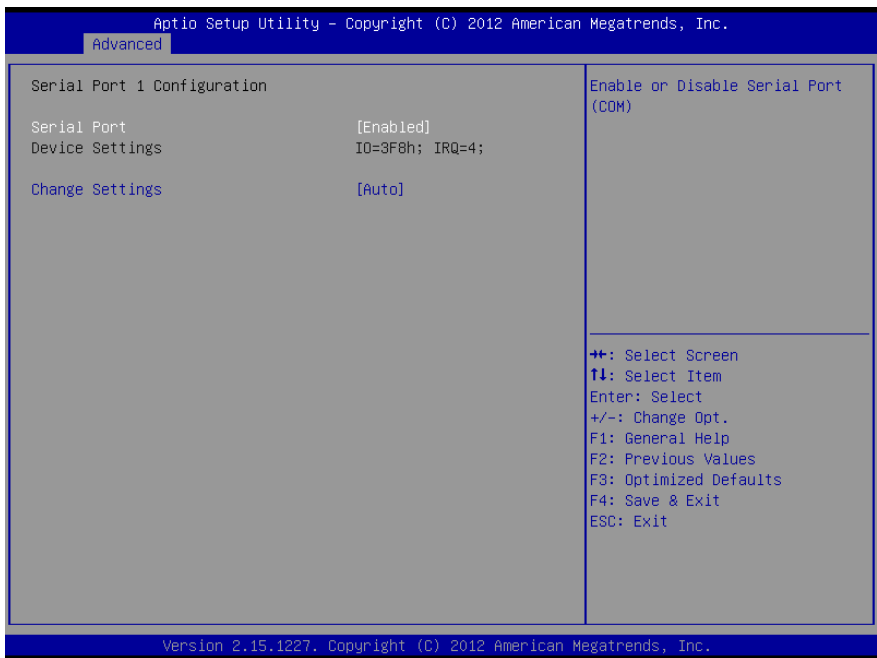 Aptio Setup Utility – Copyright (C) 2012 American Megatrends, Inc.
Advanced
Serial Port 1 Configuration
Serial Port [Enabled]
Device Settings IO=3F8h; IRQ=4;
Change Settings [Auto]
Enable or Disable Serial Port
(COM)
→←: Select Screen
↑↓: Select Item
Enter: Select
+/-: Change Opt.
F1: General Help
F2: Previous Values
F3: Optimized Defaults
F4: Save & Exit
ESC: Exit
Version 2.15.1227. Copyright (C) 2012 American Megatrends, Inc.